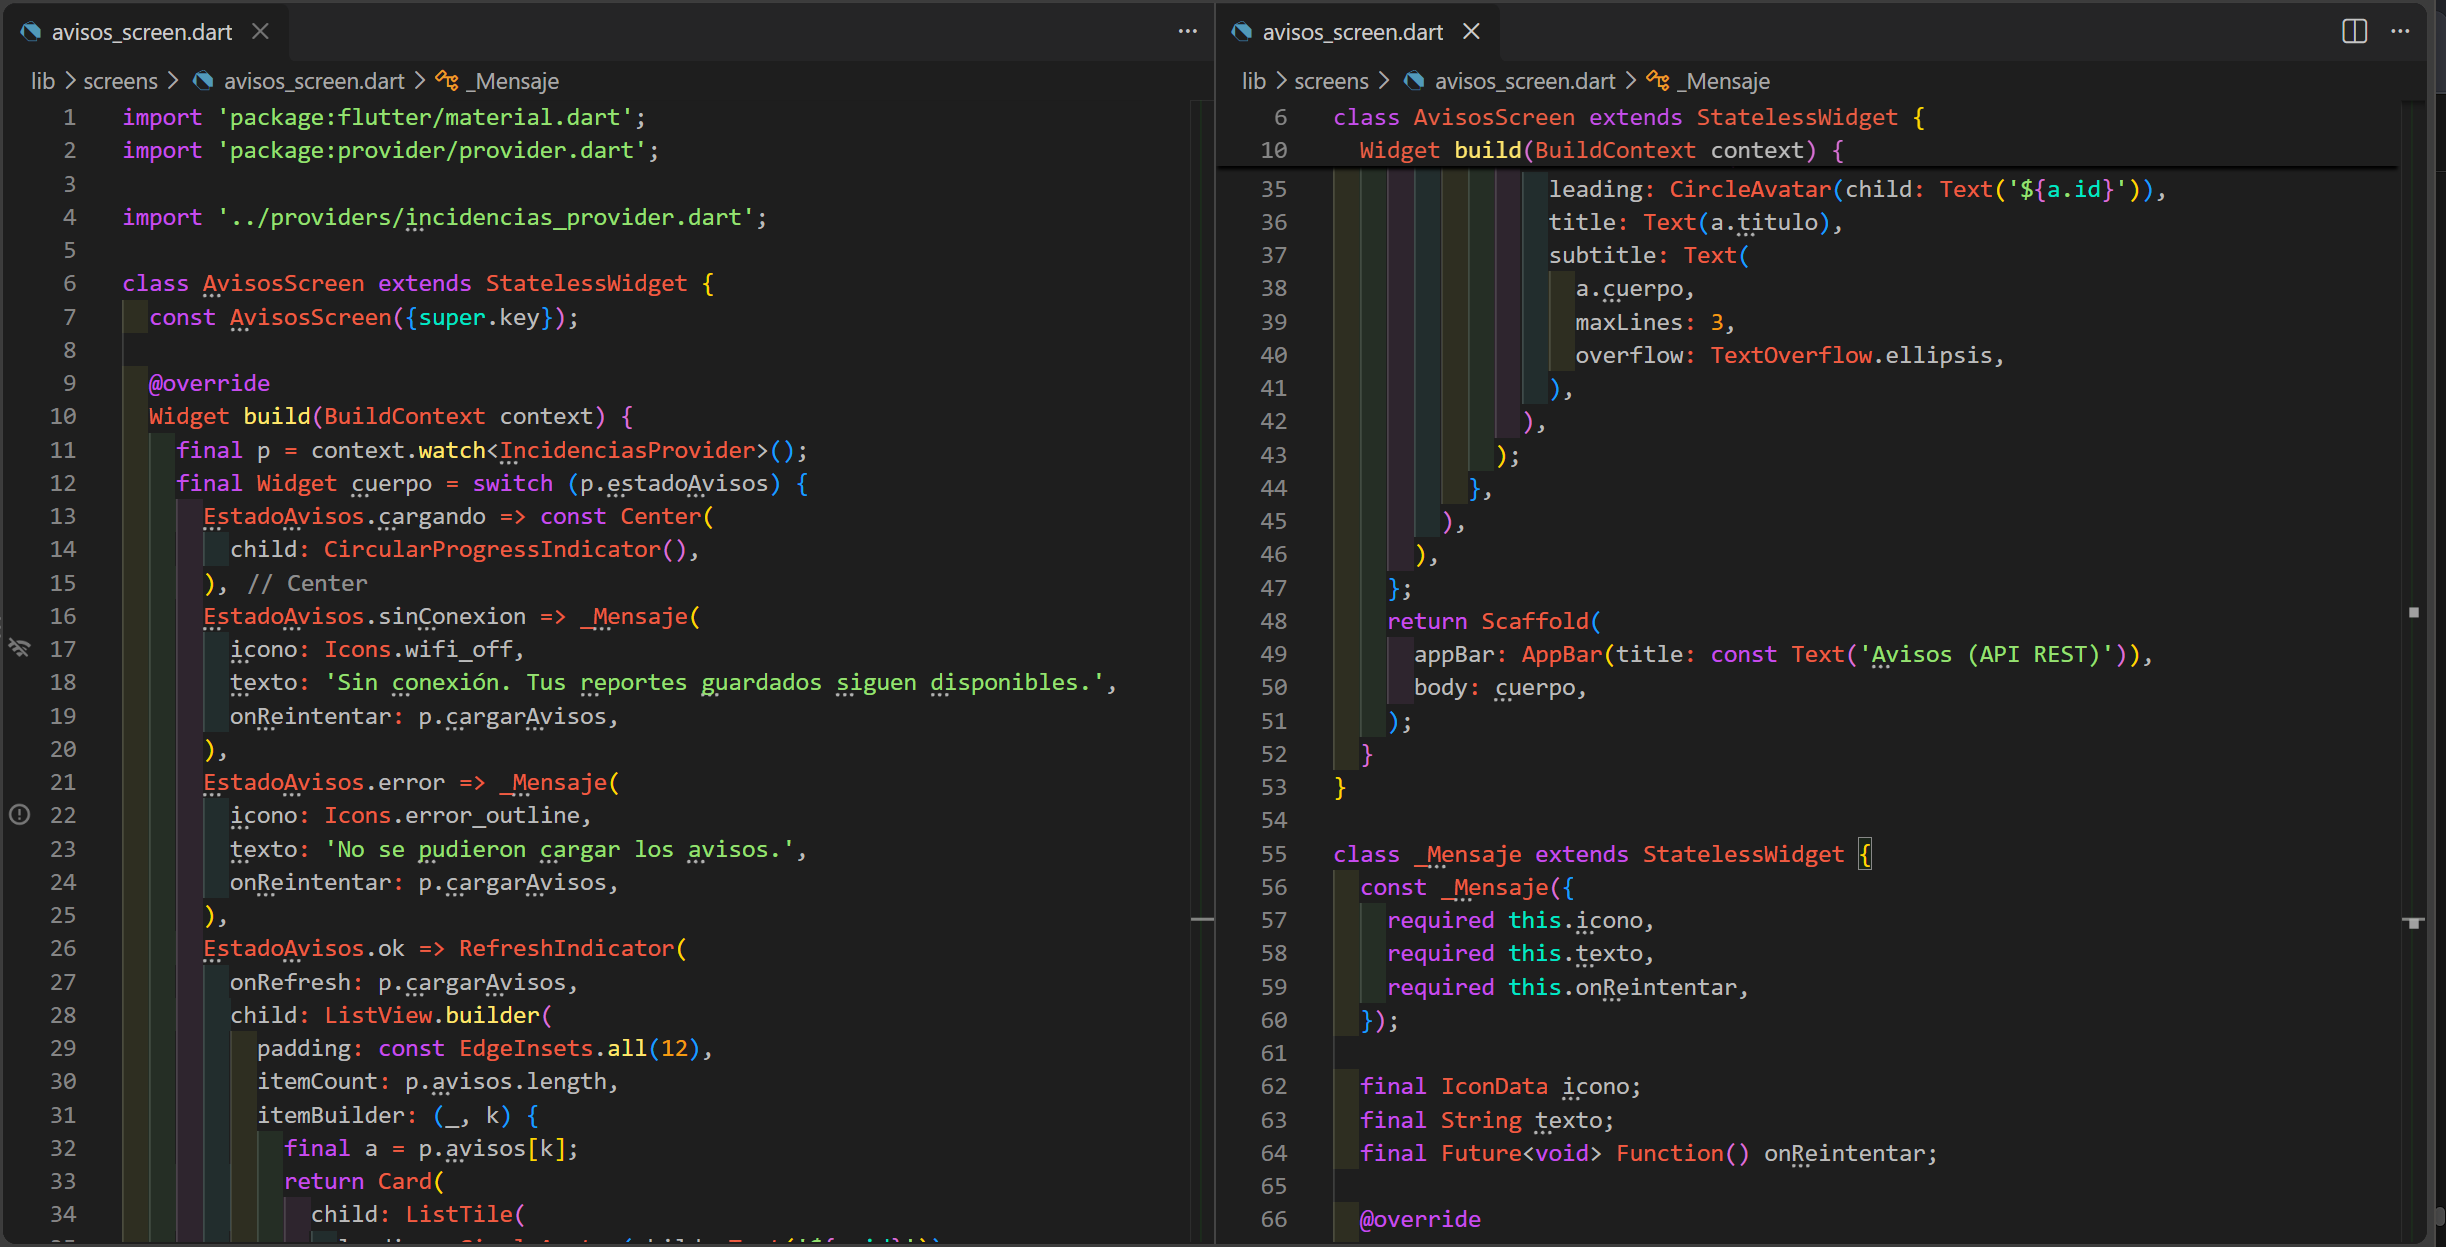 avisos_screen.dart
lib > screens > avisos_screen.dart > _Mensaje
1 import 'package:flutter/material.dart';
2 import 'package:provider/provider.dart';
3
4 import '../providers/incidencias_provider.dart';
5
6 class AvisosScreen extends StatelessWidget {
7   const AvisosScreen({super.key});
8
9   @override
10   Widget build(BuildContext context) {
11     final p = context.watch<IncidenciasProvider>();
12     final Widget cuerpo = switch (p.estadoAvisos) {
13       EstadoAvisos.cargando => const Center(
14         child: CircularProgressIndicator(),
15       ), // Center
16       EstadoAvisos.sinConexion => _Mensaje(
17         icono: Icons.wifi_off,
18         texto: 'Sin conexión. Tus reportes guardados siguen disponibles.',
19         onReintentar: p.cargarAvisos,
20       ),
21       EstadoAvisos.error => _Mensaje(
22         icono: Icons.error_outline,
23         texto: 'No se pudieron cargar los avisos.',
24         onReintentar: p.cargarAvisos,
25       ),
26       EstadoAvisos.ok => RefreshIndicator(
27         onRefresh: p.cargarAvisos,
28         child: ListView.builder(
29           padding: const EdgeInsets.all(12),
30           itemCount: p.avisos.length,
31           itemBuilder: (_, k) {
32             final a = p.avisos[k];
33             return Card(
34               child: ListTile(
avisos_screen.dart
lib > screens > avisos_screen.dart > _Mensaje
6 class AvisosScreen extends StatelessWidget {
10   Widget build(BuildContext context) {
35                 leading: CircleAvatar(child: Text('${a.id}')),
36                 title: Text(a.titulo),
37                 subtitle: Text(
38                   a.cuerpo,
39                   maxLines: 3,
40                   overflow: TextOverflow.ellipsis,
41                 ),
42               ),
43             );
44           },
45         ),
46       ),
47     };
48     return Scaffold(
49       appBar: AppBar(title: const Text('Avisos (API REST)')),
50       body: cuerpo,
51     );
52   }
53 }
54
55 class _Mensaje extends StatelessWidget {
56   const _Mensaje({
57     required this.icono,
58     required this.texto,
59     required this.onReintentar,
60   });
61
62   final IconData icono;
63   final String texto;
64   final Future<void> Function() onReintentar;
65
66   @override